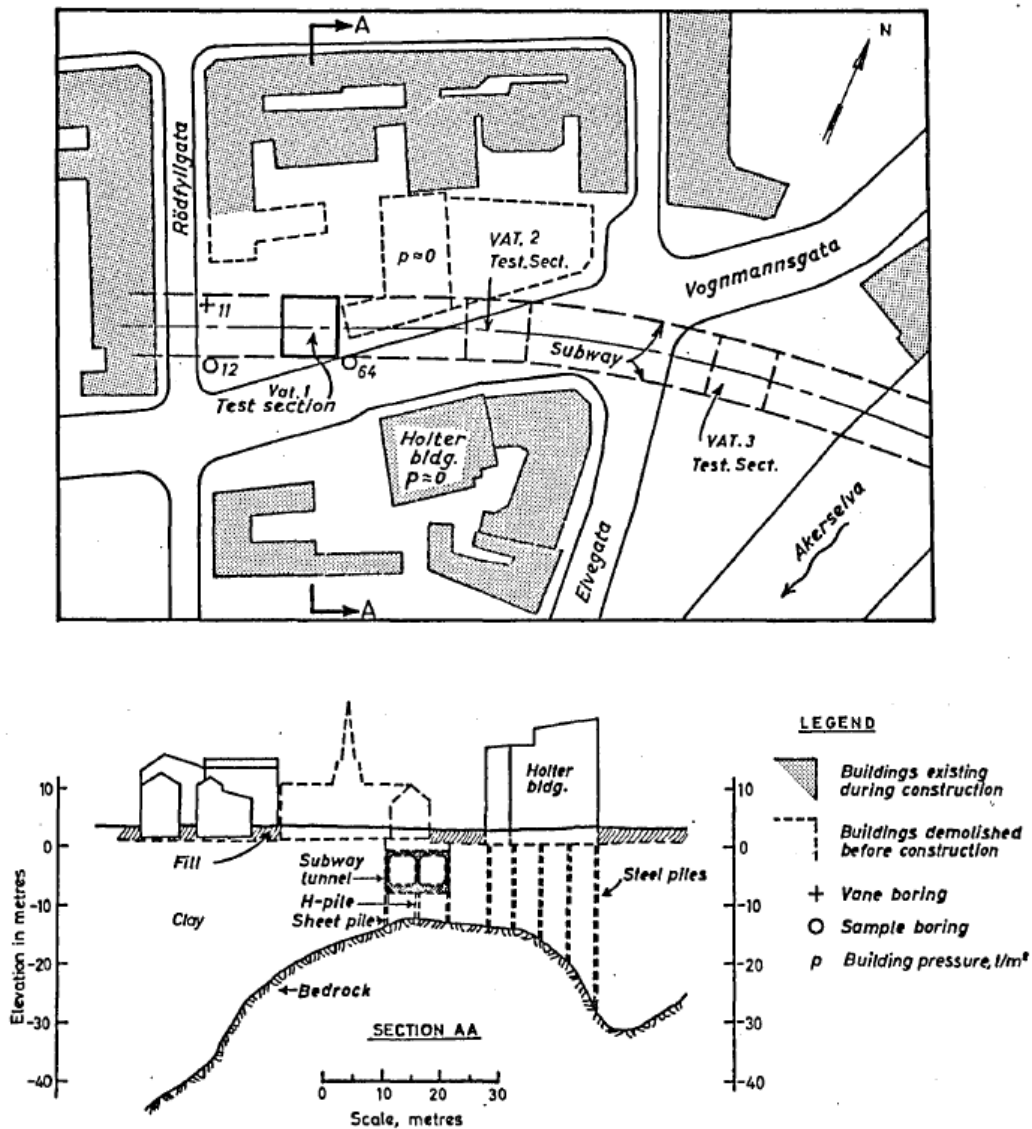 A
N
Rödfyllgata
p≈0
VAT. 2
Test. Sect.
Vognmannsgata
11
Subway
12
64
Vat. 1
Test section
VAT. 3
Test. Sect.
Holter
bldg.
p≈0
Elvegata
Akerselva
A
LEGEND
Buildings existing
during construction
Buildings demolished
before construction
Vane boring
Sample boring
p Building pressure, t/m²
Elevation in metres
10
0
-10
-20
-30
-40
Holter
bldg.
10
0
-10
-20
-30
-40
Fill
Subway
tunnel
Steel piles
H-pile
Clay
Sheet pile
Bedrock
SECTION AA
0 10 20 30
Scale, metres